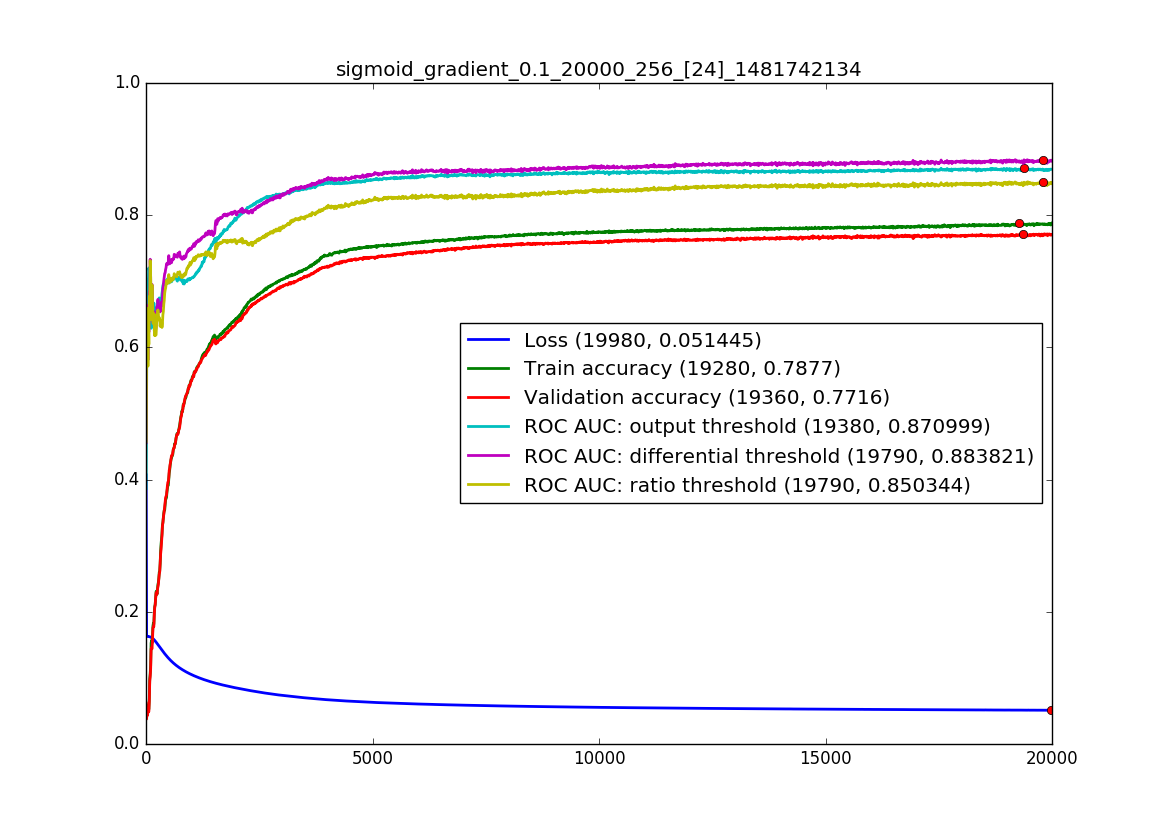 sigmoid_gradient_0.1_20000_256_[24]_1481742134
1.0
0.8
0.6
0.4
0.2
0.0
Loss (19980, 0.051445)
Train accuracy (19280, 0.7877)
Validation accuracy (19360, 0.7716)
ROC AUC: output threshold (19380, 0.870999)
ROC AUC: differential threshold (19790, 0.883821)
ROC AUC: ratio threshold (19790, 0.850344)
0 5000 10000 15000 20000